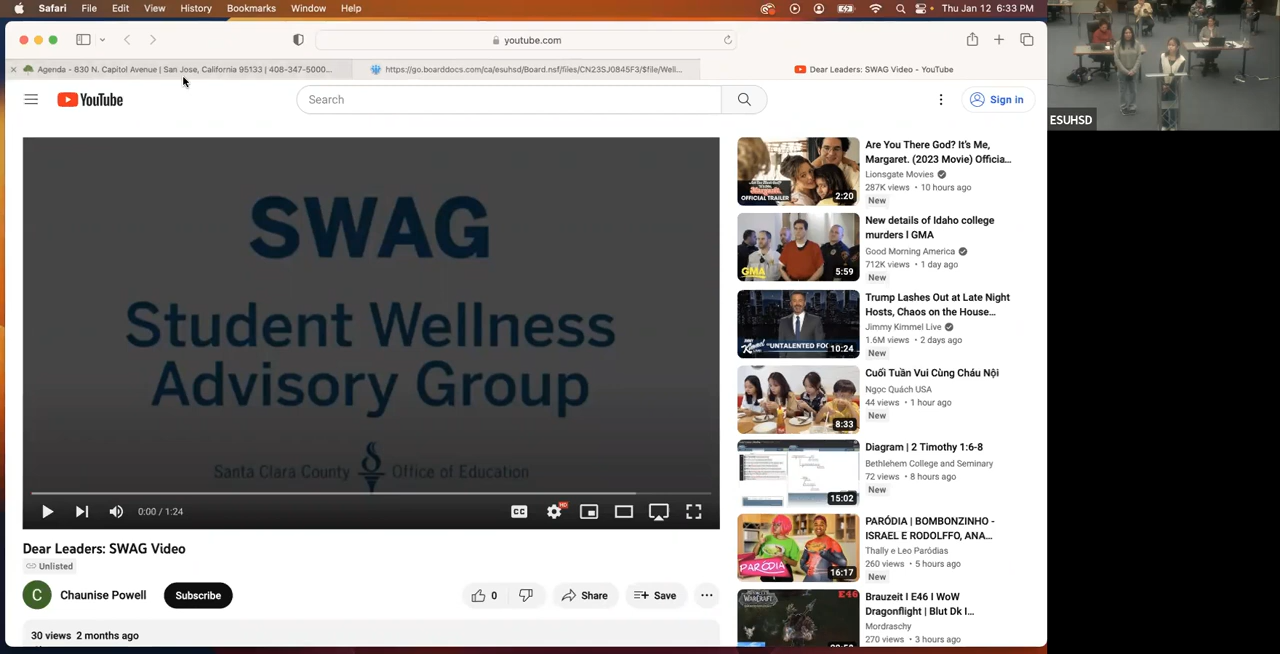 Safari File Edit View History Bookmarks Window Help
Thu Jan 12 6:33 PM
youtube.com
Agenda - 830 N. Capitol Avenue | San Jose, California 95133 | 408-347-5000...
https://go.boarddocs.com/ca/esuhsd/Board.nsf/files/CN23SJ0845F3/$file/Well...
Dear Leaders: SWAG Video - YouTube
YouTube
Search
Sign in
ESUHSD
SWAG
Student Wellness
Advisory Group
Santa Clara County Office of Education
0:00 / 1:24
CC
HD
Dear Leaders: SWAG Video
Unlisted
C
Chaunise Powell
Subscribe
0
Share
Save
30 views 2 months ago
OFFICIAL TRAILER
2:20
Are You There God? It's Me,
Margaret. (2023 Movie) Officia...
Lionsgate Movies
287K views • 10 hours ago
New
GMA
5:59
New details of Idaho college
murders l GMA
Good Morning America
712K views • 1 day ago
New
"UNTALENTED
10:24
Trump Lashes Out at Late Night
Hosts, Chaos on the House...
Jimmy Kimmel Live
1.6M views • 2 days ago
New
8:33
Cuối Tuần Vui Cùng Cháu Nội
Ngọc Quách USA
44 views • 1 hour ago
New
15:02
Diagram | 2 Timothy 1:6-8
Bethlehem College and Seminary
72 views • 8 hours ago
New
PARODIA
16:17
PARÓDIA | BOMBONZINHO -
ISRAEL E RODOLFFO, ANA...
Thally e Leo Paródias
260 views • 5 hours ago
New
E46
Brauzeit I E46 I WoW
Dragonflight | Blut Dk I...
Mordraschy
270 views • 3 hours ago